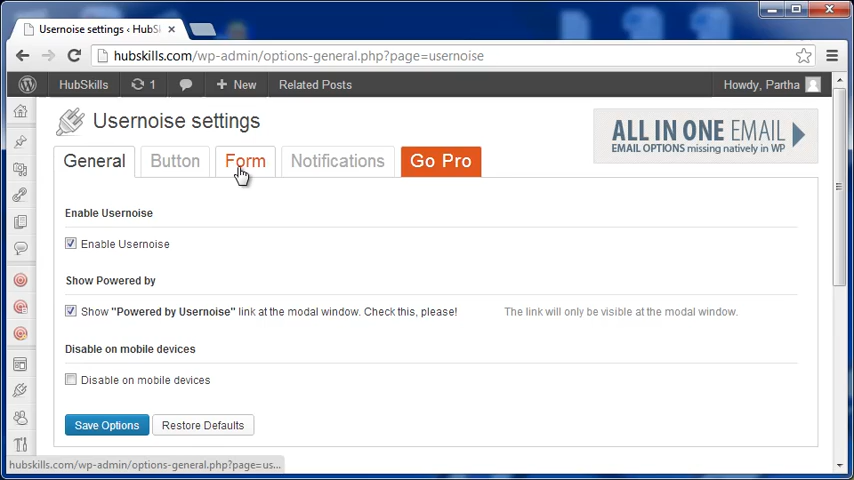 Usernoise settings ‹ HubSk
hubskills.com/wp-admin/options-general.php?page=usernoise
HubSkills 1 New Related Posts Howdy, Partha
Usernoise settings
ALL IN ONE EMAIL
EMAIL OPTIONS missing natively in WP
General Button Form Notifications Go Pro
Enable Usernoise
Enable Usernoise
Show Powered by
Show "Powered by Usernoise" link at the modal window. Check this, please! The link will only be visible at the modal window.
Disable on mobile devices
Disable on mobile devices
Save Options Restore Defaults
hubskills.com/wp-admin/options-general.php?page=us...